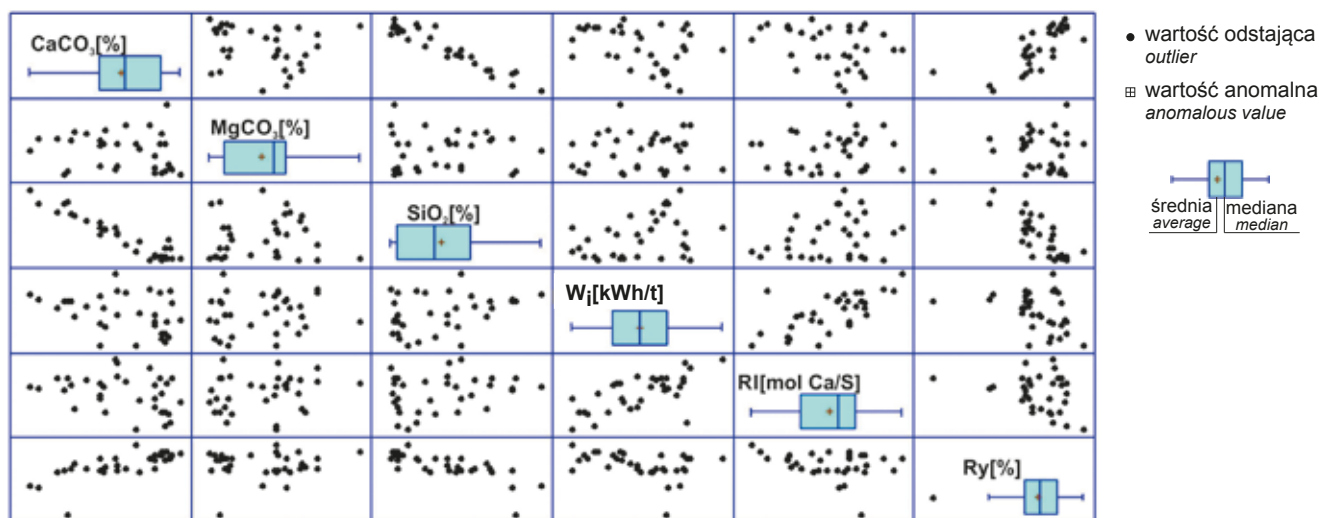 CaCO₃[%]
MgCO₃[%]
SiO₂[%]
Wᵢ[kWh/t]
RI[mol Ca/S]
Ry[%]
wartość odstająca
outlier
wartość anomalna
anomalous value
średnia mediana
average median